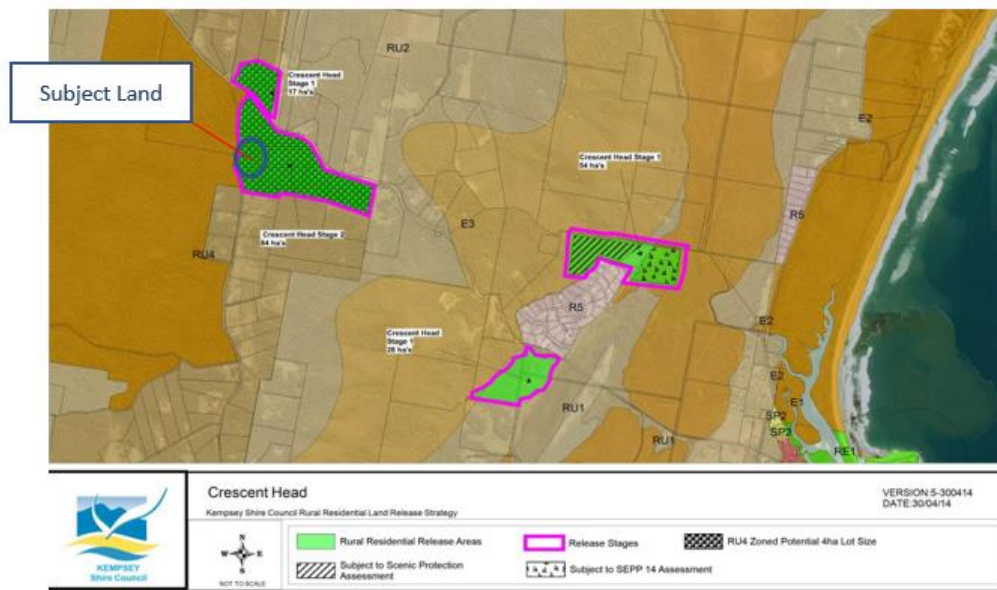 RU2
Crescent Head
Stage 1
17 ha's
Subject Land
E2
Crescent Head Stage 1
54 ha's
R5
E3
Crescent Head Stage 2
84 ha's
RU4
R5
Crescent Head
Stage 1
28 ha's
E2
E2
RU1
E1
SP2
SP2
RU1
RE1
Crescent Head
Kempsey Shire Council Rural Residential Land Release Strategy
VERSION:5-300414
DATE:30/04/14
KEMPSEY
Shire Council
N
W E
S
NOT TO SCALE
Rural Residential Release Areas
Release Stages
RU4 Zoned Potential 4ha Lot Size
Subject to Scenic Protection
Assessment
Subject to SEPP 14 Assessment